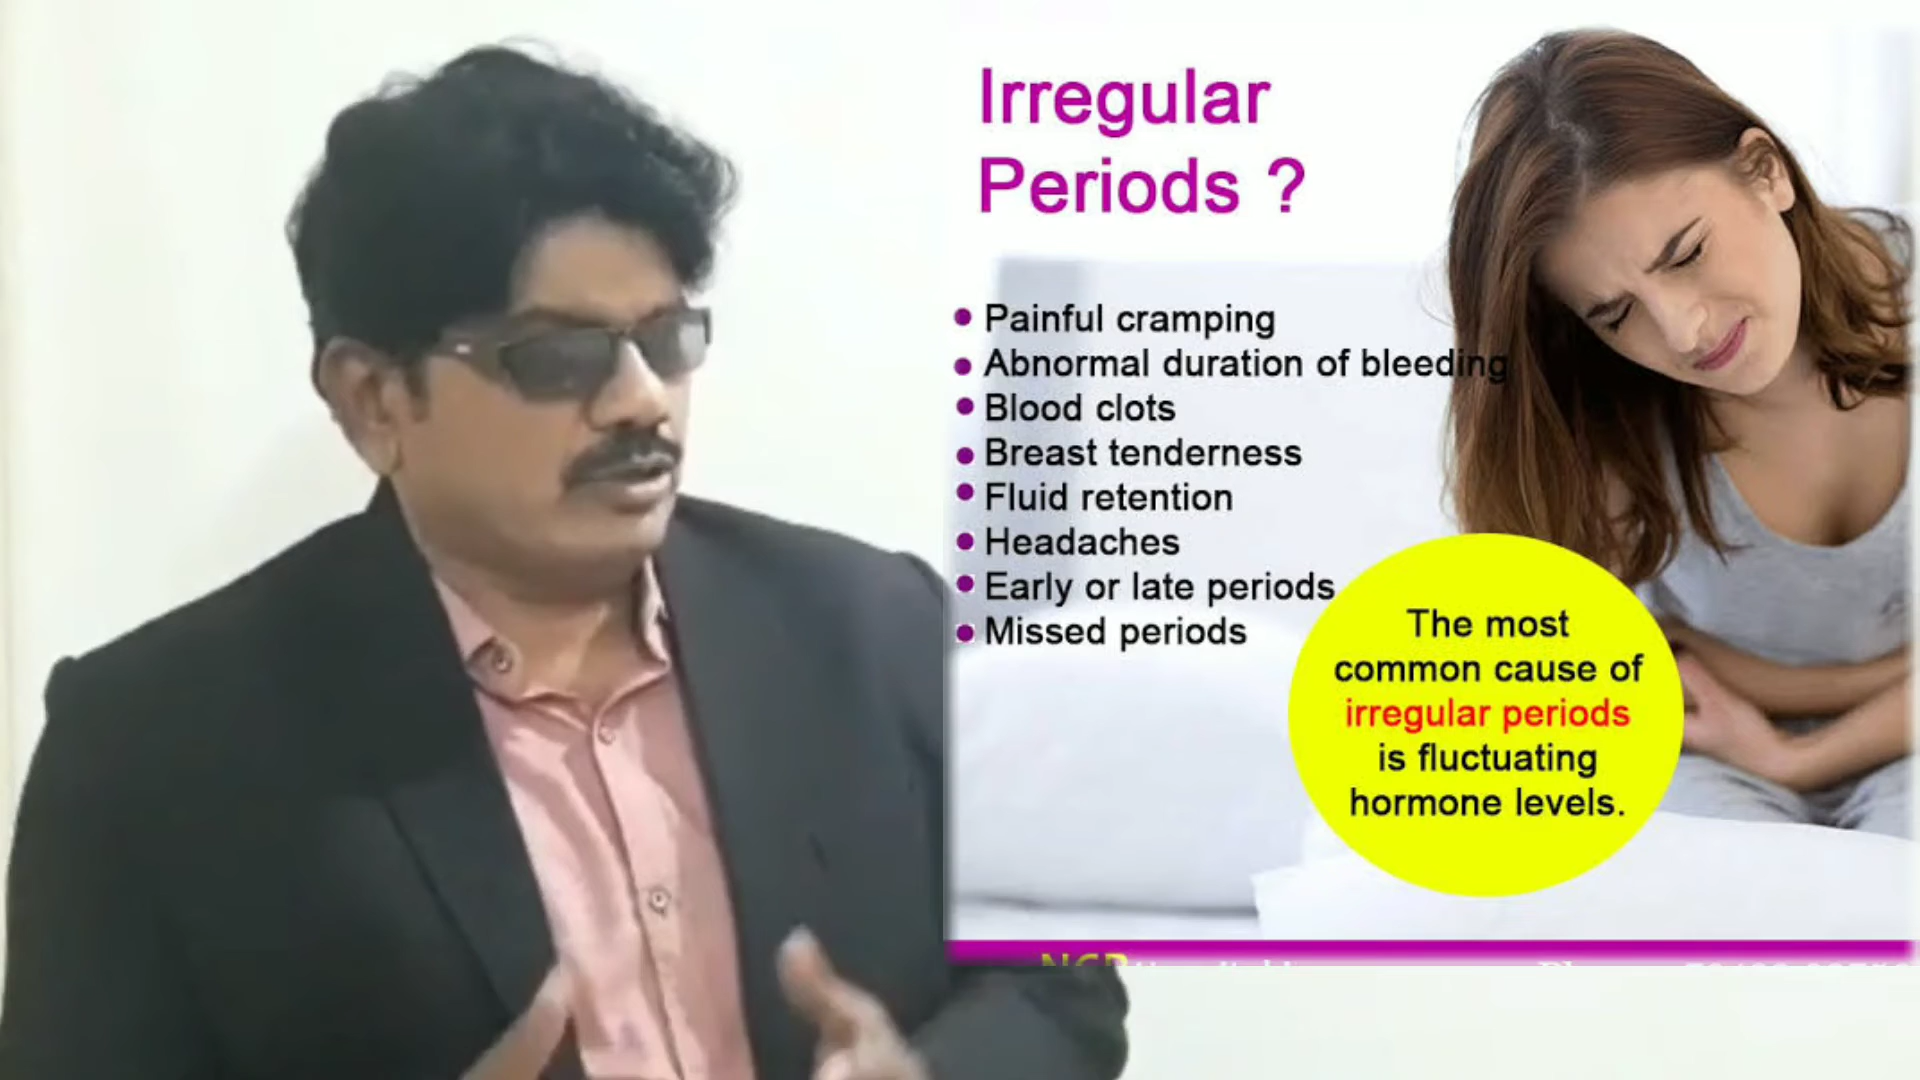 Irregular
Periods ?
Painful cramping
Abnormal duration of bleeding
Blood clots
Breast tenderness
Fluid retention
Headaches
Early or late periods
Missed periods
The most
common cause of
irregular periods
is fluctuating
hormone levels.